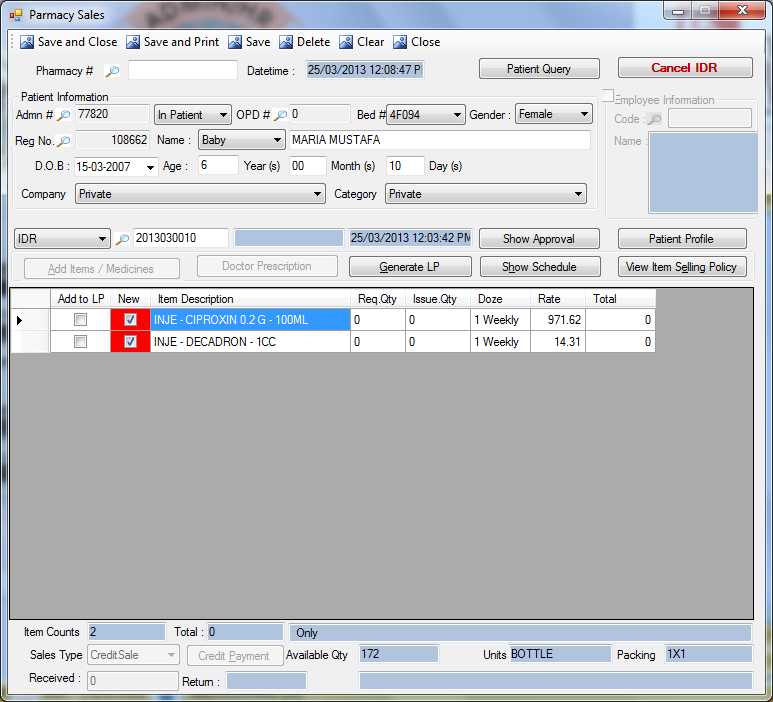 Parmacy Sales
Save and Close Save and Print Save Delete Clear Close
Pharmacy # Datetime : 25/03/2013 12:08:47 P Patient Query Cancel IDR
Patient Information Employee Information
Admn # 77820 In Patient OPD # 0 Bed # 4F094 Gender : Female Code :
Reg No. 108662 Name : Baby MARIA MUSTAFA Name :
D.O.B : 15-03-2007 Age : 6 Year (s) 00 Month (s) 10 Day (s)
Company Private Category Private
IDR 2013030010 25/03/2013 12:03:42 PM Show Approval Patient Profile
Add Items / Medicines Doctor Prescription Generate LP Show Schedule View Item Selling Policy
Add to LP New Item Description Req.Qty Issue.Qty Doze Rate Total
INJE - CIPROXIN 0.2 G - 100ML 0 0 1 Weekly 971.62 0
INJE - DECADRON - 1CC 0 0 1 Weekly 14.31 0
Item Counts 2 Total : 0 Only
Sales Type CreditSale Credit Payment Available Qty 172 Units BOTTLE Packing 1X1
Received : 0 Return :